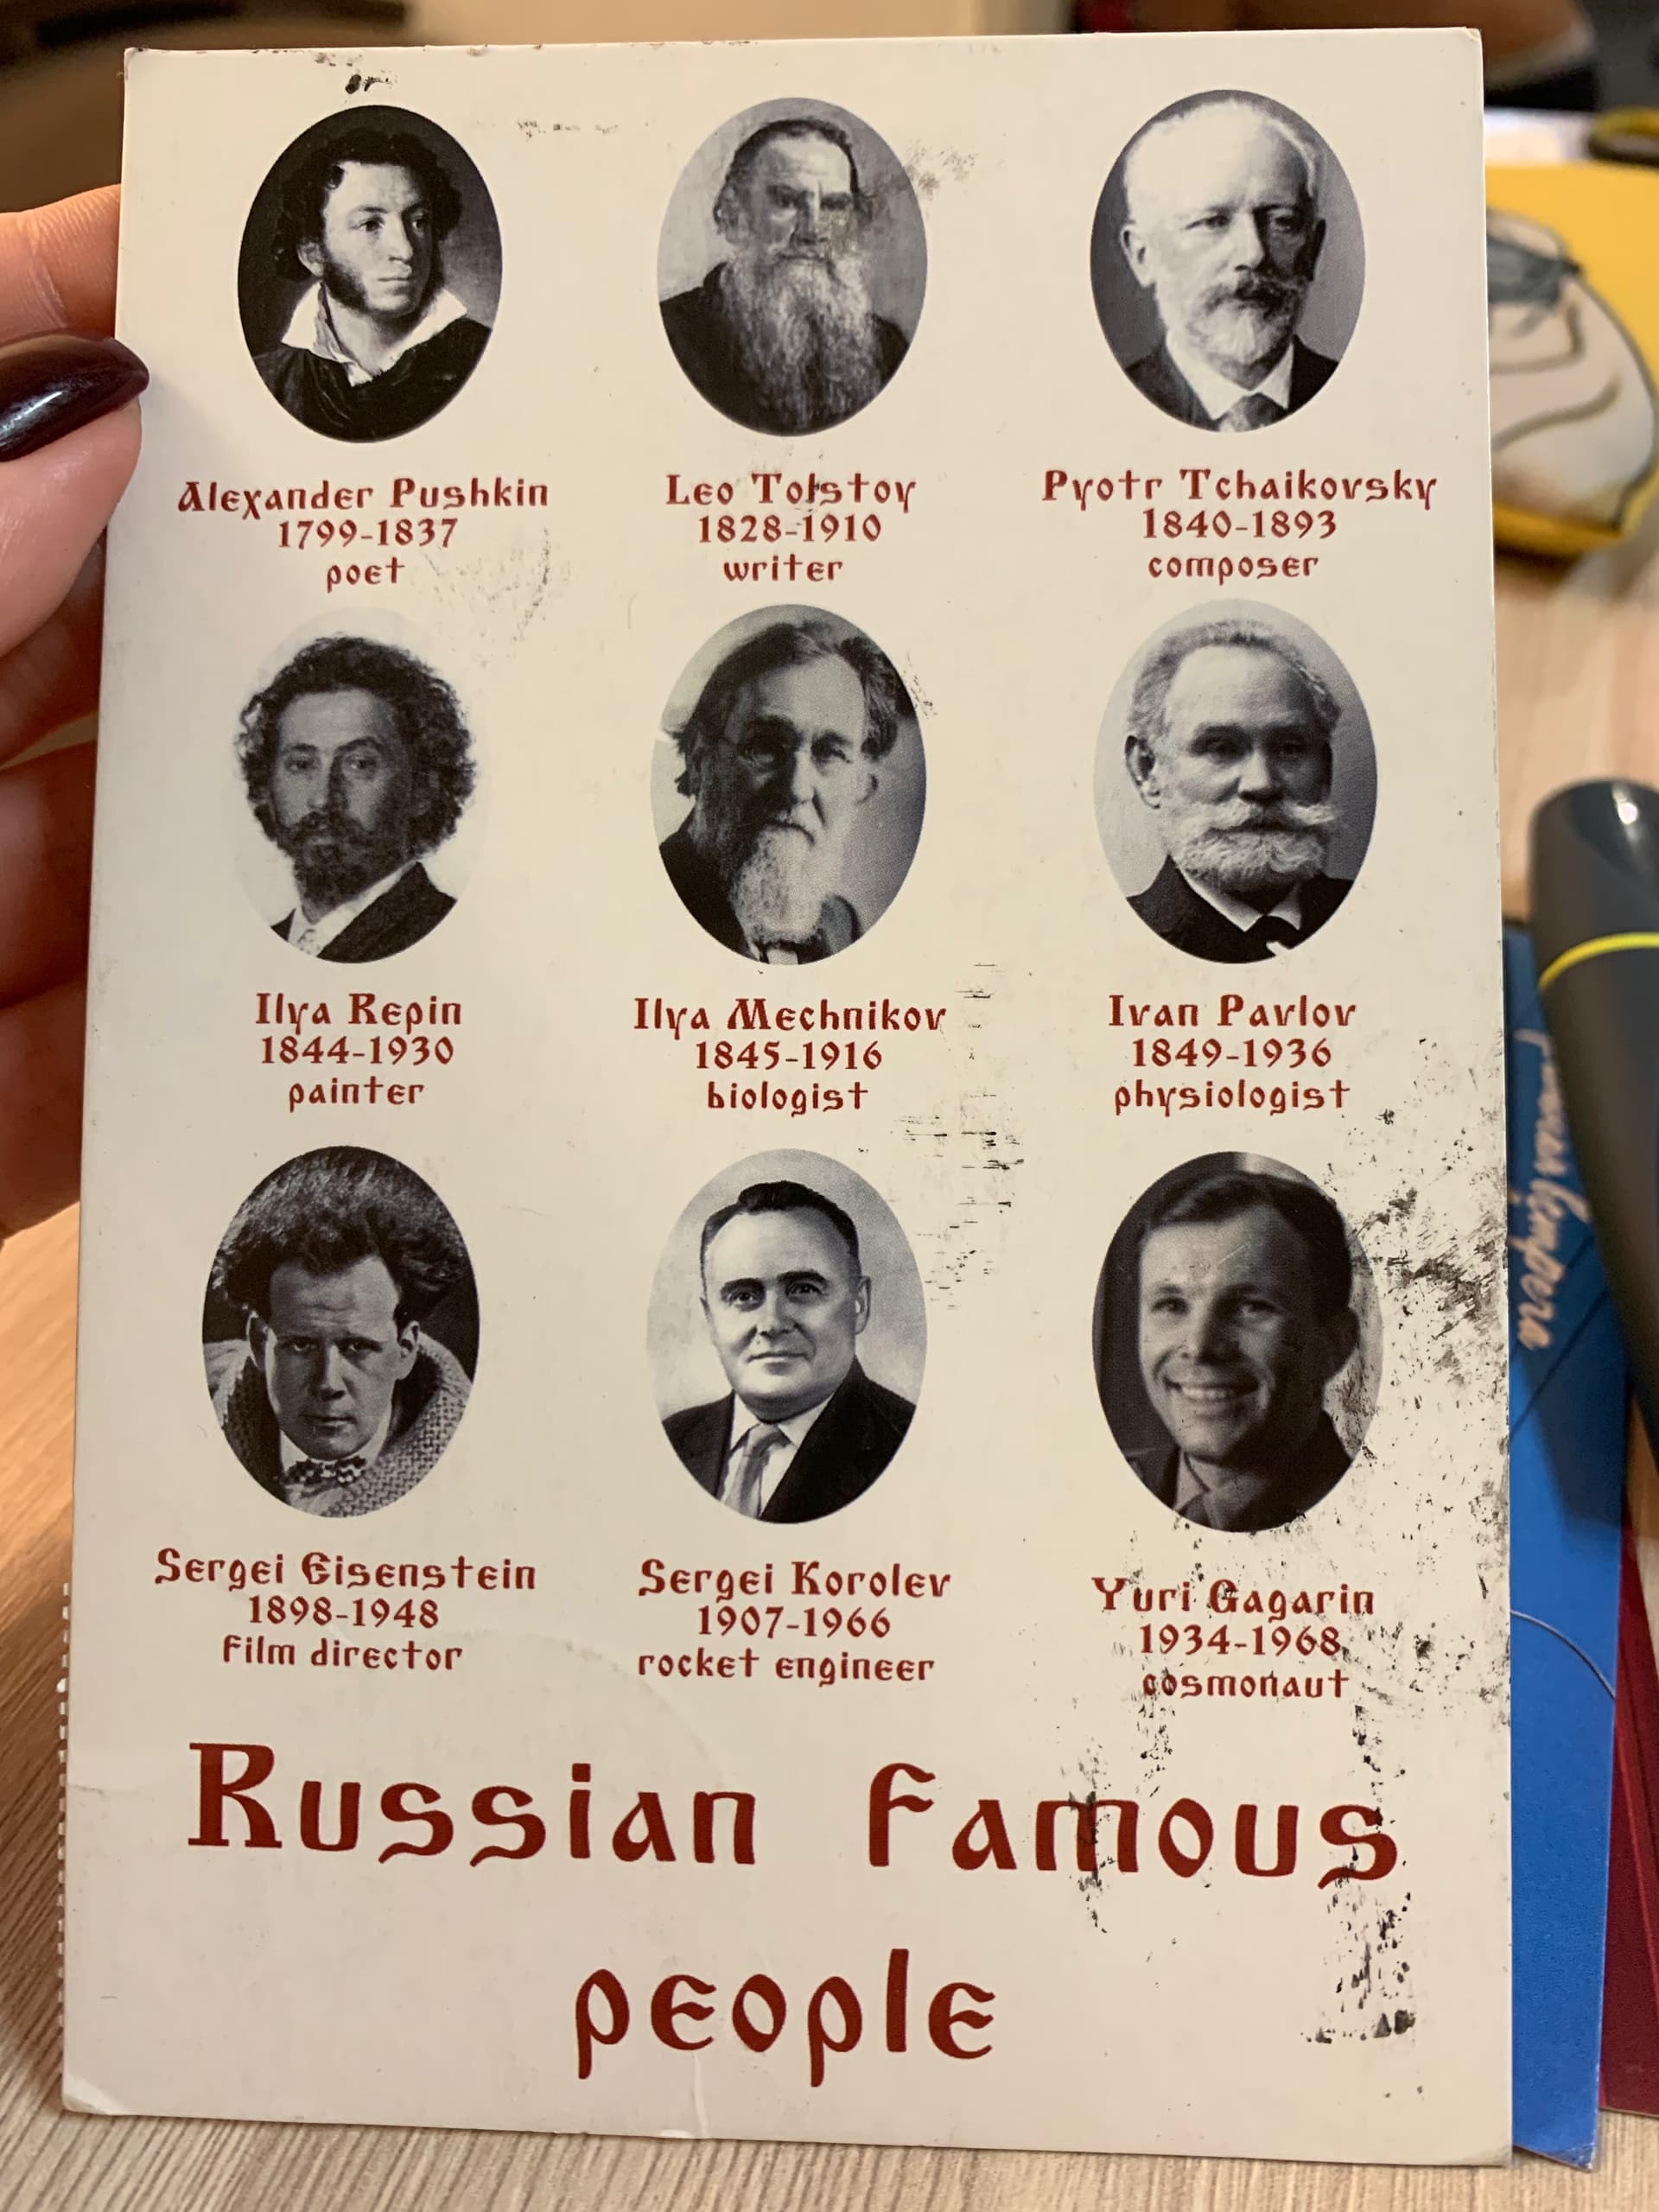 Alexander Pushkin
1799-1837
poet
Leo Tolstoy
1828-1910
writer
Pyotr Tchaikovsky
1840-1893
composer
Ilya Repin
1844-1930
painter
Ilya Mechnikov
1845-1916
biologist
Ivan Pavlov
1849-1936
physiologist
Sergei Eisenstein
1898-1948
film director
Sergei Korolev
1907-1966
rocket engineer
Yuri Gagarin
1934-1968
cosmonaut
Russian famous
people